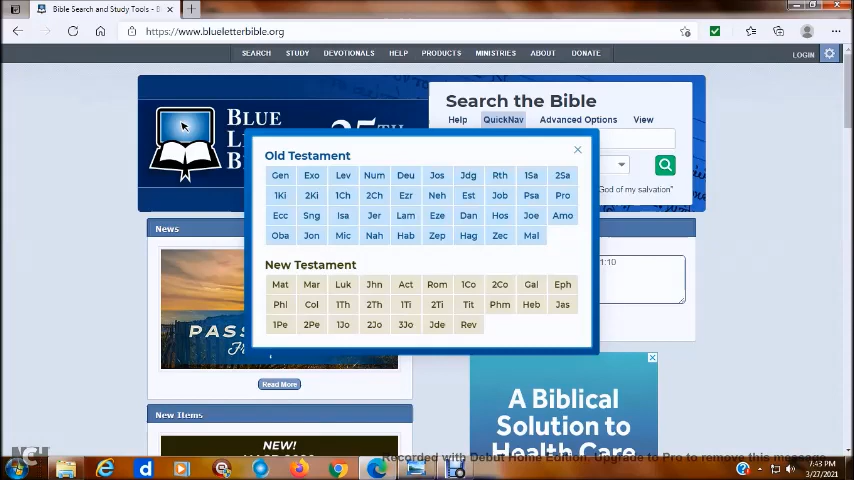 Bible Search and Study Tools - B
https://www.blueletterbible.org
SEARCH STUDY DEVOTIONALS HELP PRODUCTS MINISTRIES ABOUT DONATE
LOGIN
BLUE
25TH
Search the Bible
Help QuickNav Advanced Options View
God of my salvation"
Old Testament
Gen Exo Lev Num Deu Jos Jdg Rth 1Sa 2Sa
1Ki 2Ki 1Ch 2Ch Ezr Neh Est Job Psa Pro
Ecc Sng Isa Jer Lam Eze Dan Hos Joe Amo
Oba Jon Mic Nah Hab Zep Hag Zec Mal
New Testament
Mat Mar Luk Jhn Act Rom 1Co 2Co Gal Eph
Phl Col 1Th 2Th 1Ti 2Ti Tit Phm Heb Jas
1Pe 2Pe 1Jo 2Jo 3Jo Jde Rev
News
1:10
PASS
Read More
New Items
NEW!
A Biblical
Solution to
Health Care
Recorded with Debut Home Edition. Upgrade to Pro to remove this message
NCH
7:43 PM
3/27/2021